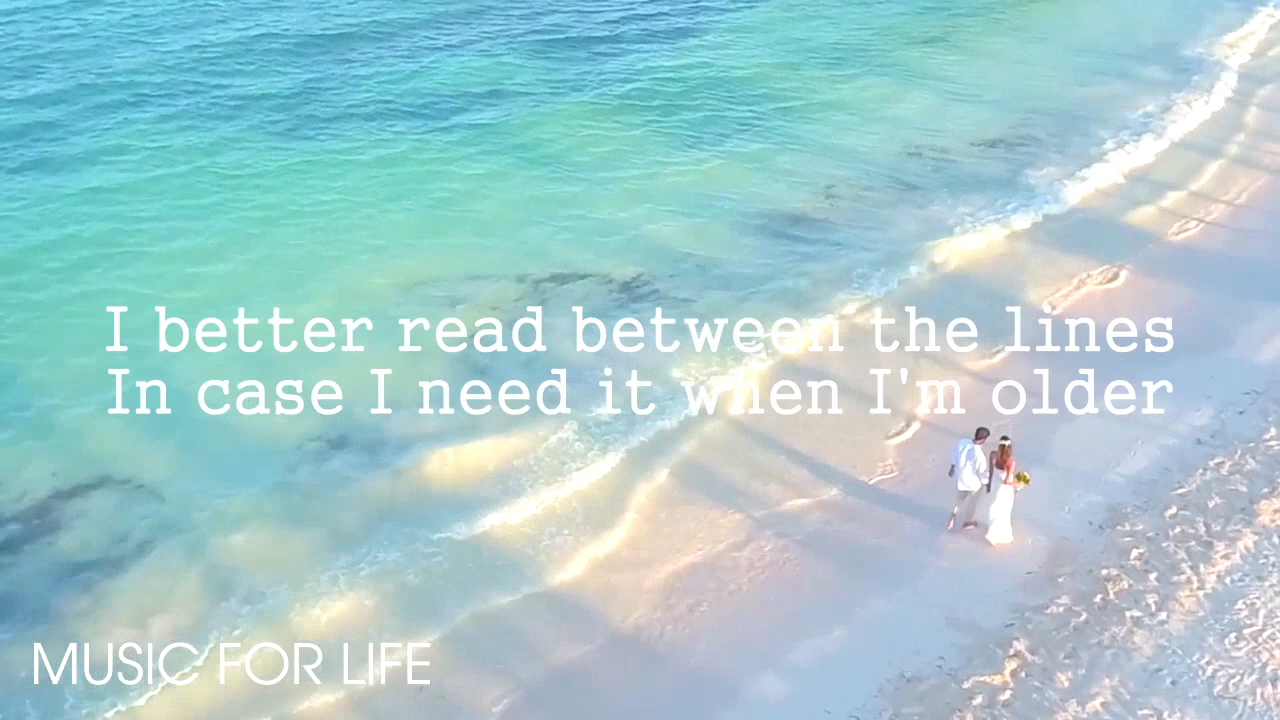 I better read between the lines
In case I need it when I'm older
MUSIC FOR LIFE